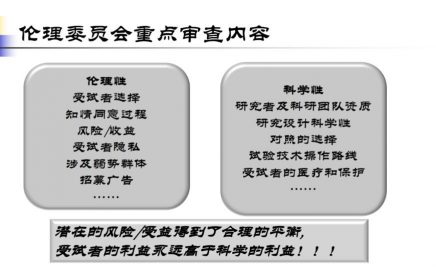 伦理委员会重点审查内容
伦理性
受试者选择
知情同意过程
风险/收益
受试者隐私
涉及弱势群体
招募广告
……
科学性
研究者及科研团队资质
研究设计科学性
对照的选择
试验技术操作路线
受试者的医疗和保护
……
潜在的风险/受益得到了合理的平衡,
受试者的利益永远高于科学的利益！！！